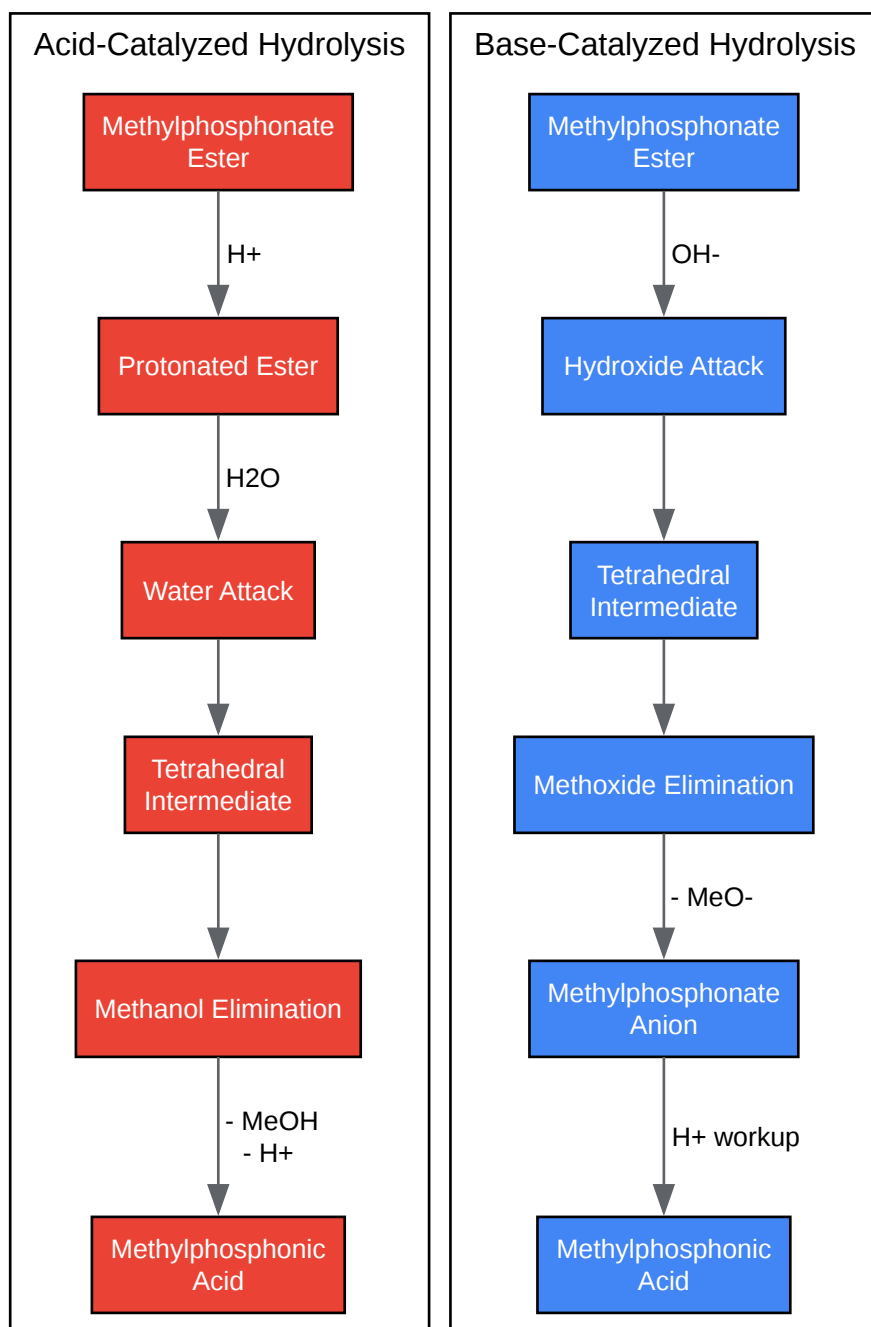 Acid-Catalyzed Hydrolysis
Methylphosphonate
Ester
H+
Protonated Ester
H2O
Water Attack
Tetrahedral
Intermediate
Methanol Elimination
- MeOH
- H+
Methylphosphonic
Acid
Base-Catalyzed Hydrolysis
Methylphosphonate
Ester
OH-
Hydroxide Attack
Tetrahedral
Intermediate
Methoxide Elimination
- MeO-
Methylphosphonate
Anion
H+ workup
Methylphosphonic
Acid